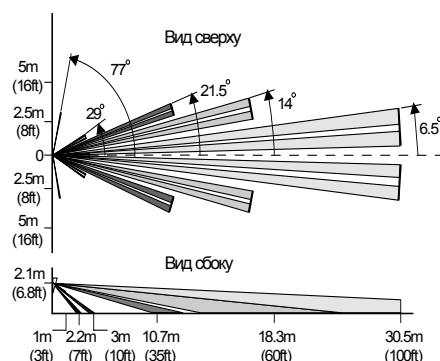 Вид сверху
5m
(16ft)
77°
21.5°
14°
6.5°
29°
2.5m
(8ft)
0
2.5m
(8ft)
5m
(16ft)
Вид сбоку
2.1m
(6.8ft)
1m 2.2m 3m 10.7m 18.3m 30.5m
(3ft) (7ft) (10ft) (35ft) (60ft) (100ft)